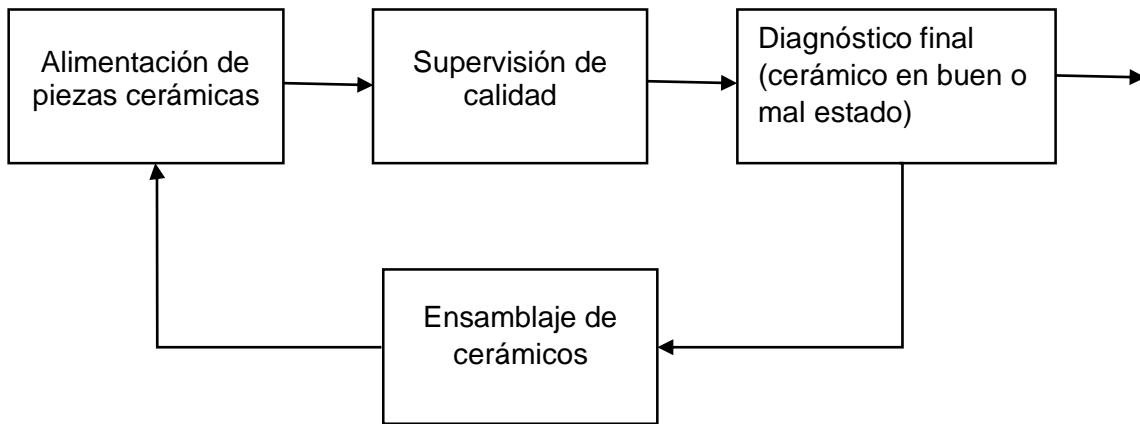 Alimentación de
piezas cerámicas
Supervisión de
calidad
Diagnóstico final
(cerámico en buen o
mal estado)
Ensamblaje de
cerámicos